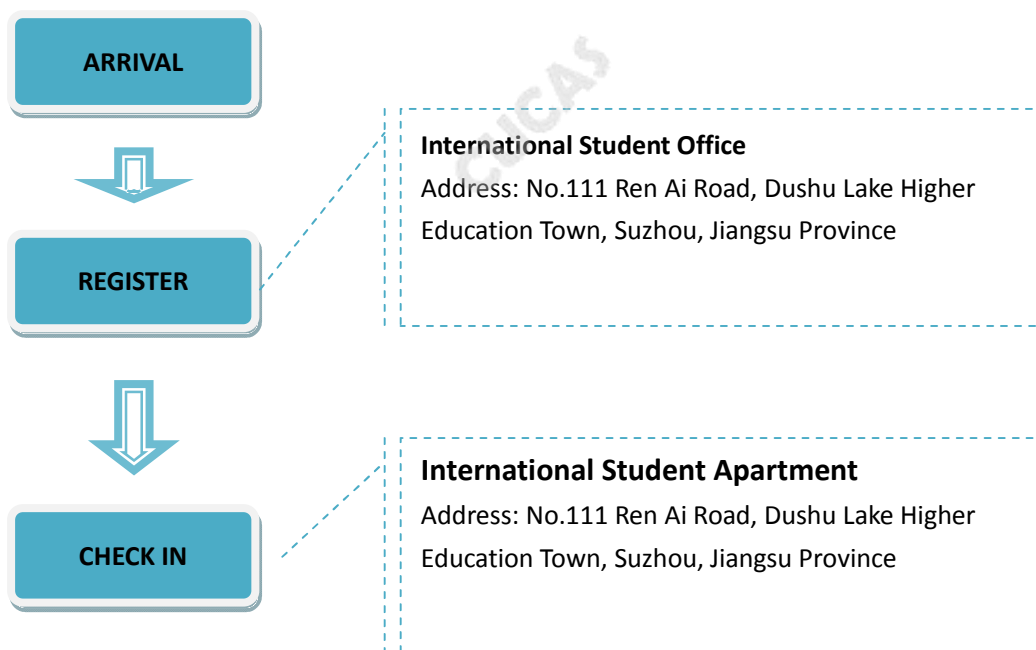 ARRIVAL
CUCAS
International Student Office
Address: No.111 Ren Ai Road, Dushu Lake Higher
Education Town, Suzhou, Jiangsu Province
REGISTER
International Student Apartment
Address: No.111 Ren Ai Road, Dushu Lake Higher
Education Town, Suzhou, Jiangsu Province
CHECK IN